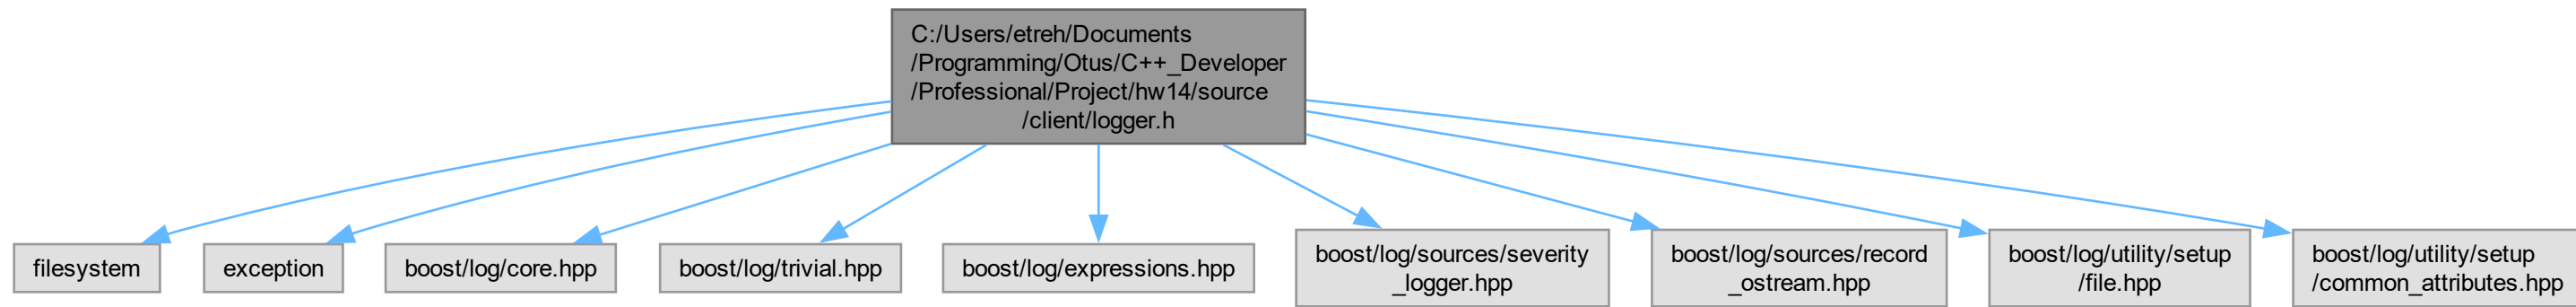 C:/Users/etreh/Documents
/Programming/Otus/C++_Developer
/Professional/Project/hw14/source
/client/logger.h
filesystem
exception
boost/log/core.hpp
boost/log/trivial.hpp
boost/log/expressions.hpp
boost/log/sources/severity
_logger.hpp
boost/log/sources/record
_ostream.hpp
boost/log/utility/setup
/file.hpp
boost/log/utility/setup
/common_attributes.hpp